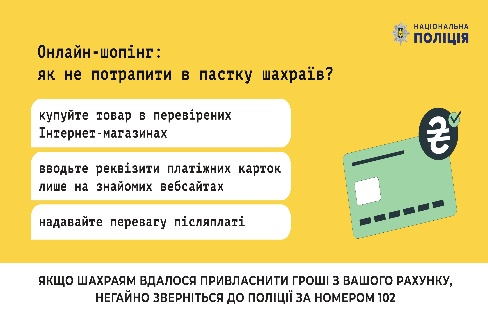 НАЦІОНАЛЬНА
ПОЛІЦІЯ
Онлайн-шопінг:
як не потрапити в пастку шахраїв?
купуйте товар в перевірених
Інтернет-магазинах
вводьте реквізити платіжних карток
лише на знайомих вебсайтах
надавайте перевагу післяплаті
₴
ЯКЩО ШАХРАЯМ ВДАЛОСЯ ПРИВЛАСНИТИ ГРОШІ З ВАШОГО РАХУНКУ,
НЕГАЙНО ЗВЕРНІТЬСЯ ДО ПОЛІЦІЇ ЗА НОМЕРОМ 102